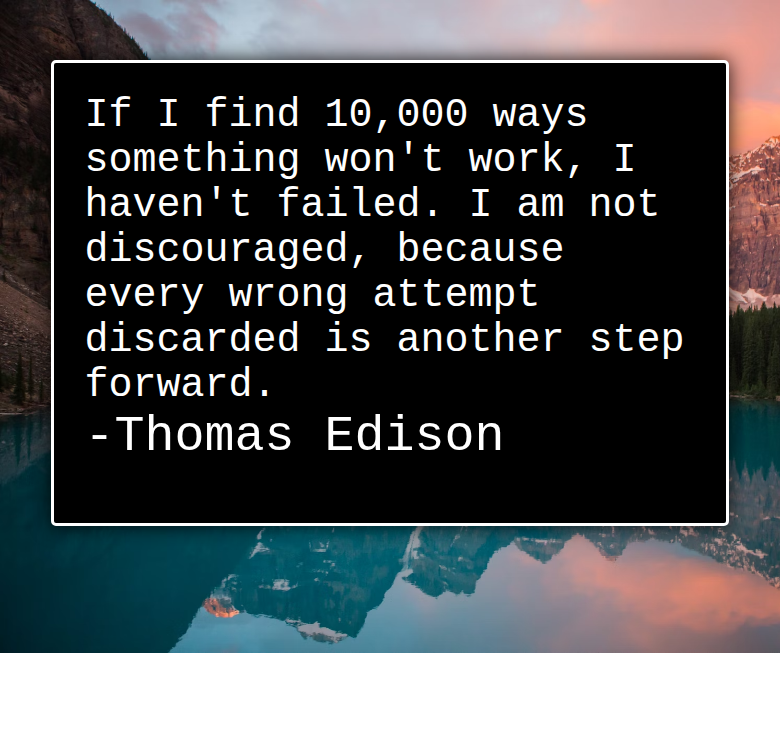 If I find 10,000 ways
something won't work, I
haven't failed. I am not
discouraged, because
every wrong attempt
discarded is another step
forward.
-Thomas Edison